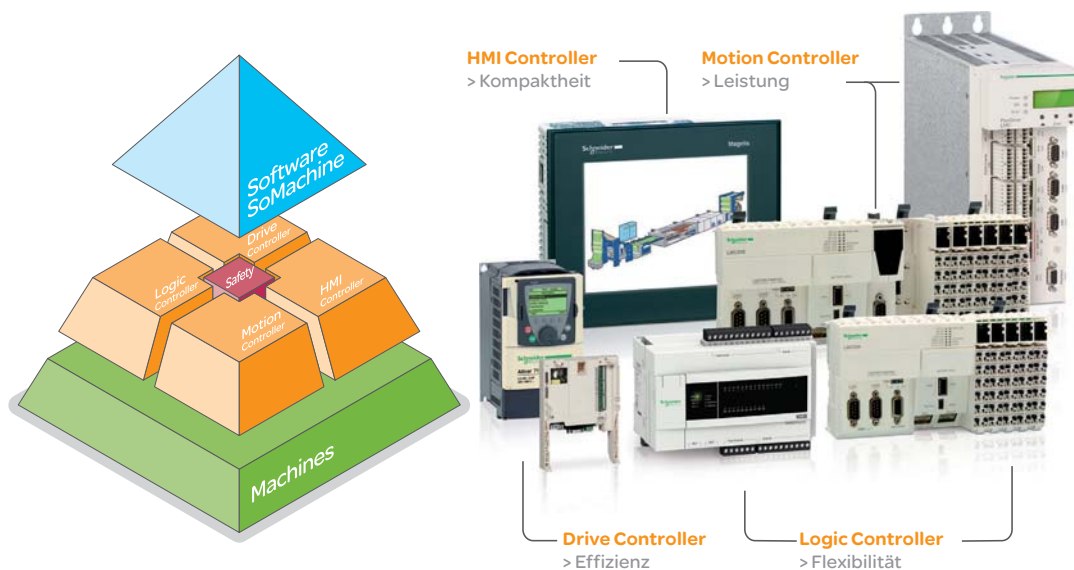 Software
SoMachine
Drive
Controller
Logic
Controller
Safety
HMI
Controller
Motion
Controller
Machines
HMI Controller
> Kompaktheit
Motion Controller
> Leistung
Schneider
Magelis
Schneider
Schneider
Schneider
Schneider
Drive Controller
> Effizienz
Logic Controller
> Flexibilität